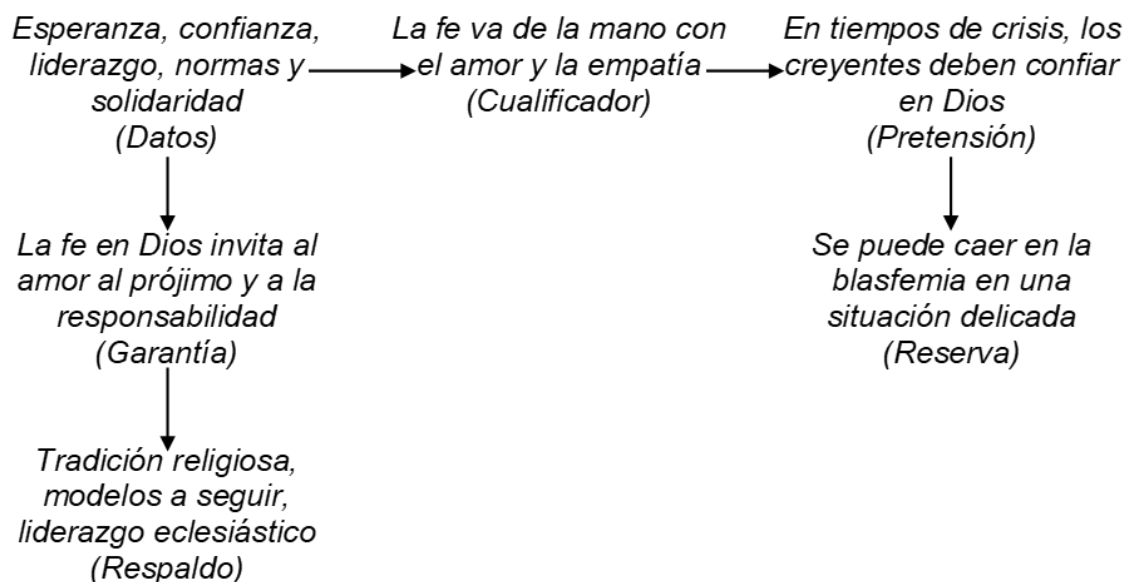 Esperanza, confianza,
liderazgo, normas y
solidaridad
(Datos)
La fe va de la mano con
el amor y la empatía
(Cualificador)
En tiempos de crisis, los
creyentes deben confiar
en Dios
(Pretensión)
La fe en Dios invita al
amor al prójimo y a la
responsabilidad
(Garantía)
Se puede caer en la
blasfemia en una
situación delicada
(Reserva)
Tradición religiosa,
modelos a seguir,
liderazgo eclesiástico
(Respaldo)